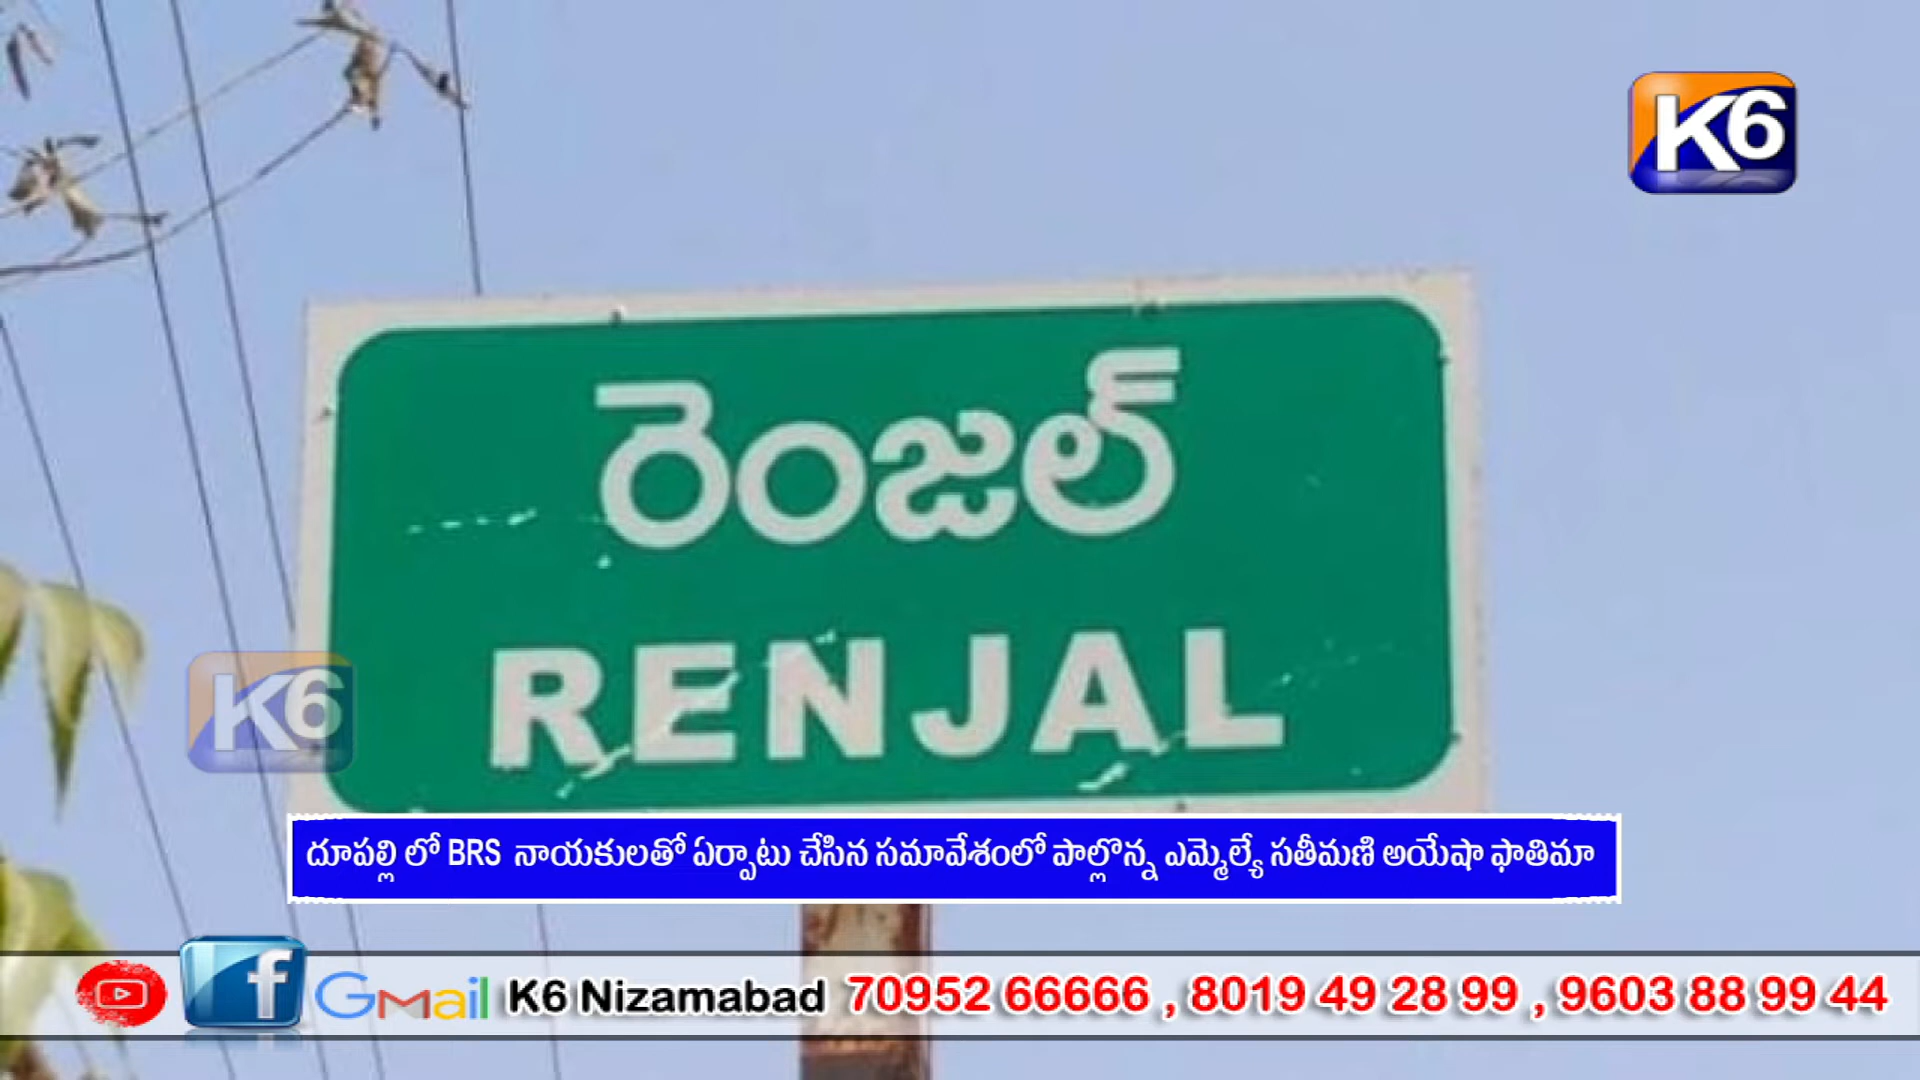 K6
రెంజల్
RENJAL
K6
దూపల్లి లో BRS నాయకులతో ఏర్పాటు చేసిన సమావేశంలో పాల్గొన్న ఎమ్మెల్యే సతీమణి అయేషా ఫాతిమా
f Gmail K6 Nizamabad 70952 66666 , 8019 49 28 99 , 9603 88 99 44